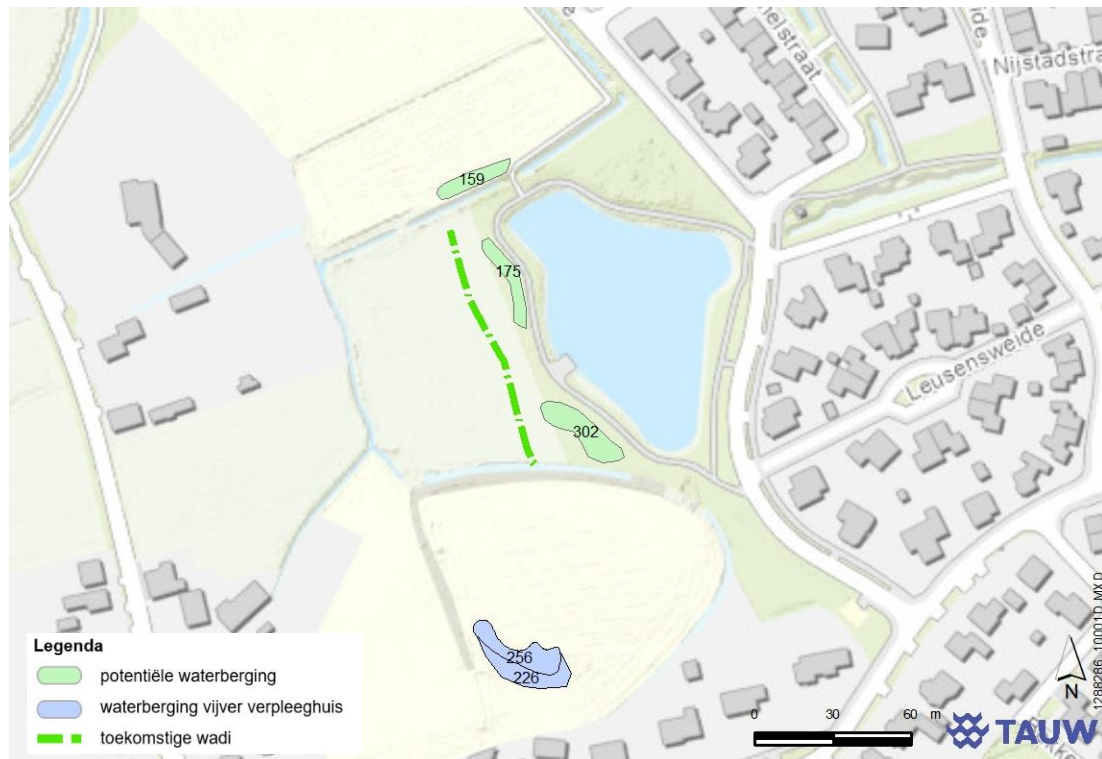 Nijstadstra
Leusensweide
159
175
302
256
226
Legenda
potentiële waterberging
waterberging vijver verpleeghuis
toekomstige wadi
0 30 60 m
N
TAUW
1288286_10001D_MXD